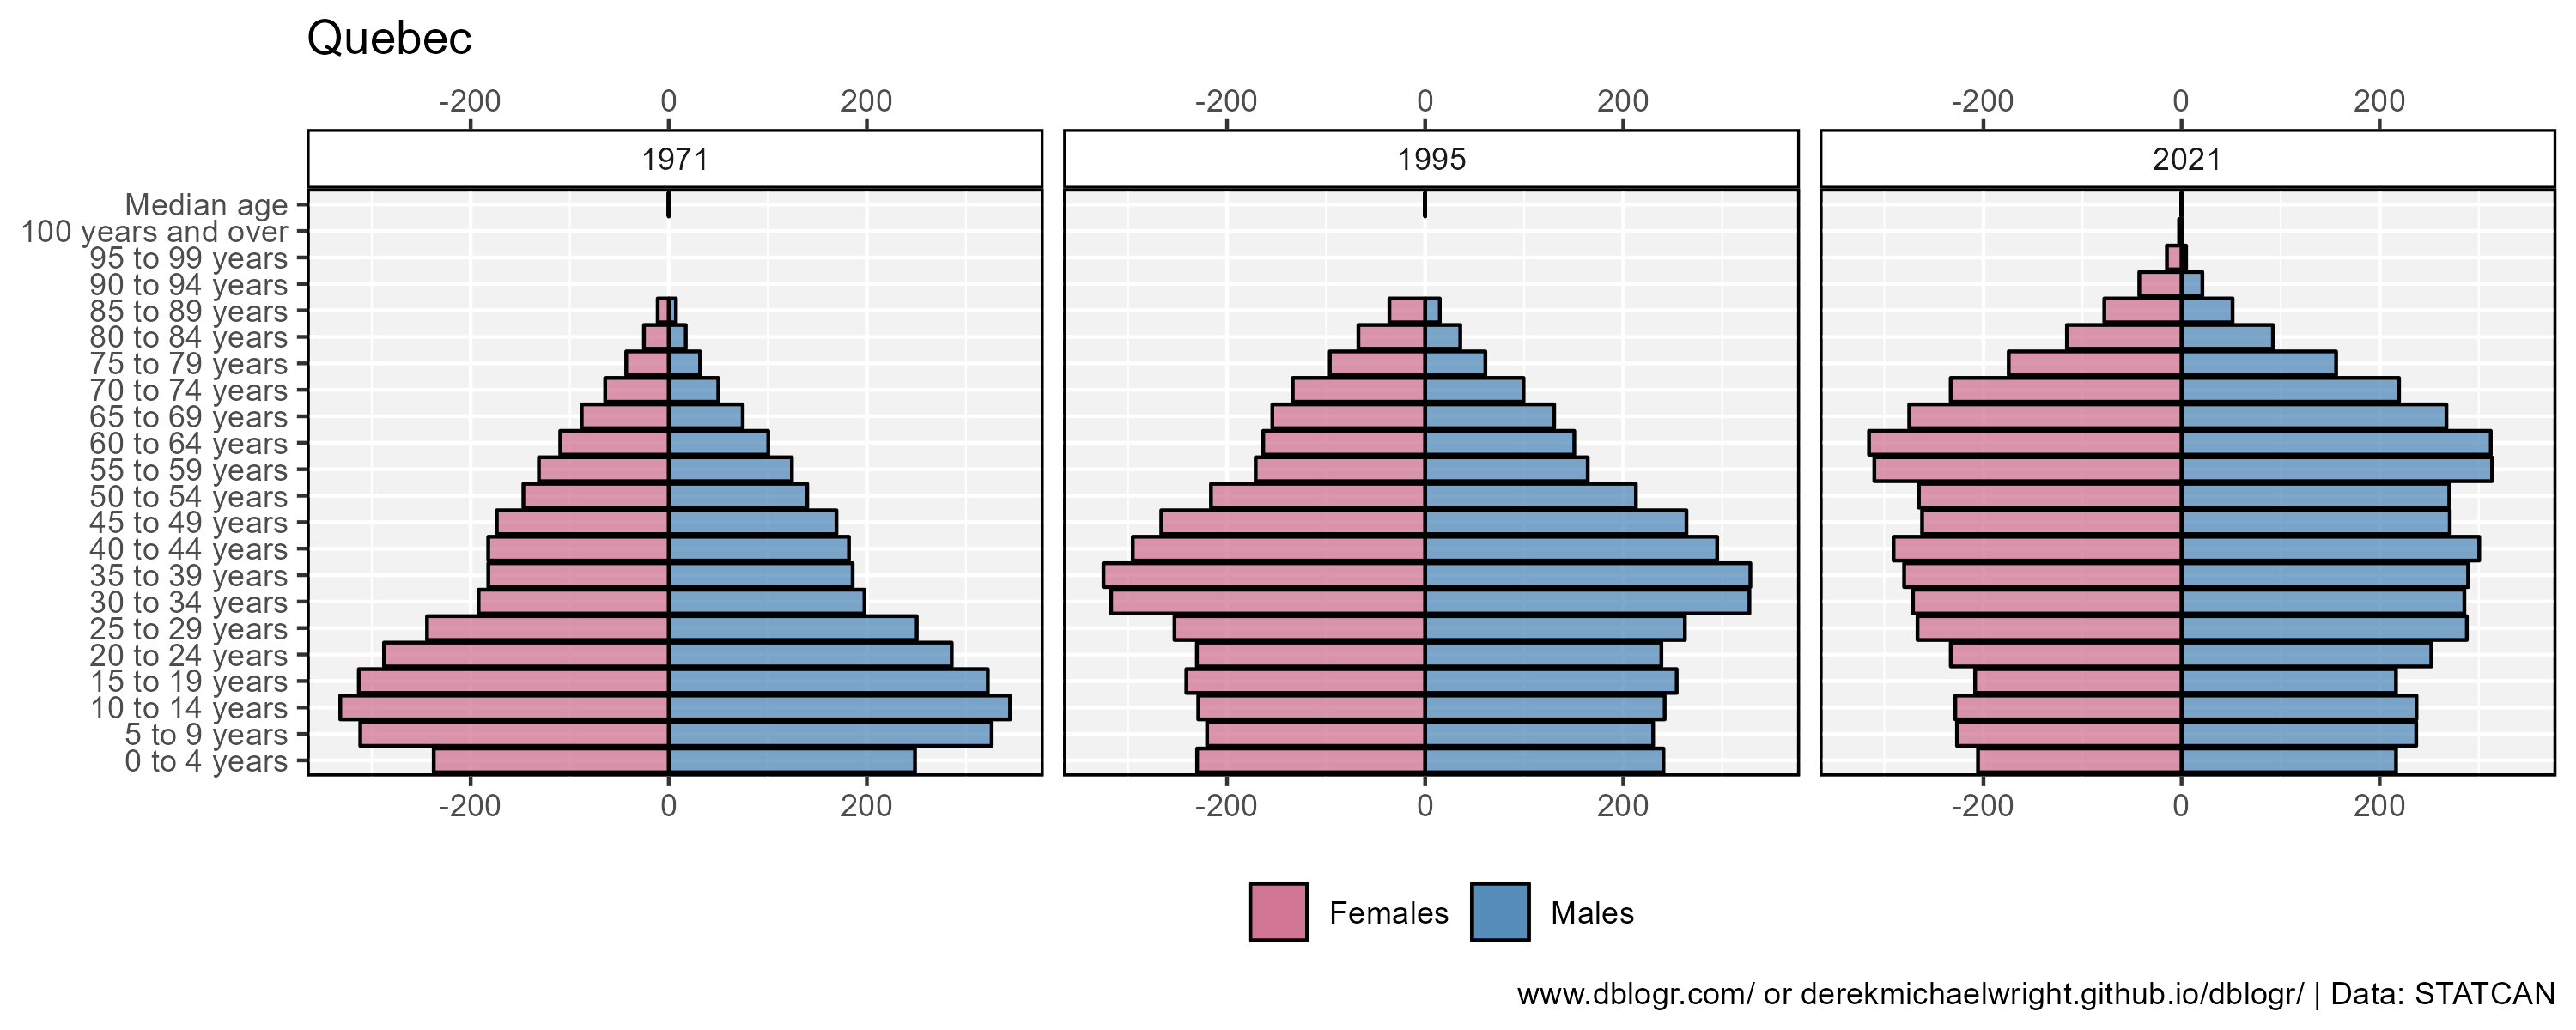 Quebec
-200 0 200 -200 0 200 -200 0 200
1971 1995 2021
Median age
100 years and over
95 to 99 years
90 to 94 years
85 to 89 years
80 to 84 years
75 to 79 years
70 to 74 years
65 to 69 years
60 to 64 years
55 to 59 years
50 to 54 years
45 to 49 years
40 to 44 years
35 to 39 years
30 to 34 years
25 to 29 years
20 to 24 years
15 to 19 years
10 to 14 years
5 to 9 years
0 to 4 years
-200 0 200 -200 0 200 -200 0 200
Females Males
www.dblogr.com/ or derekmichaelwright.github.io/dblogr/ | Data: STATCAN